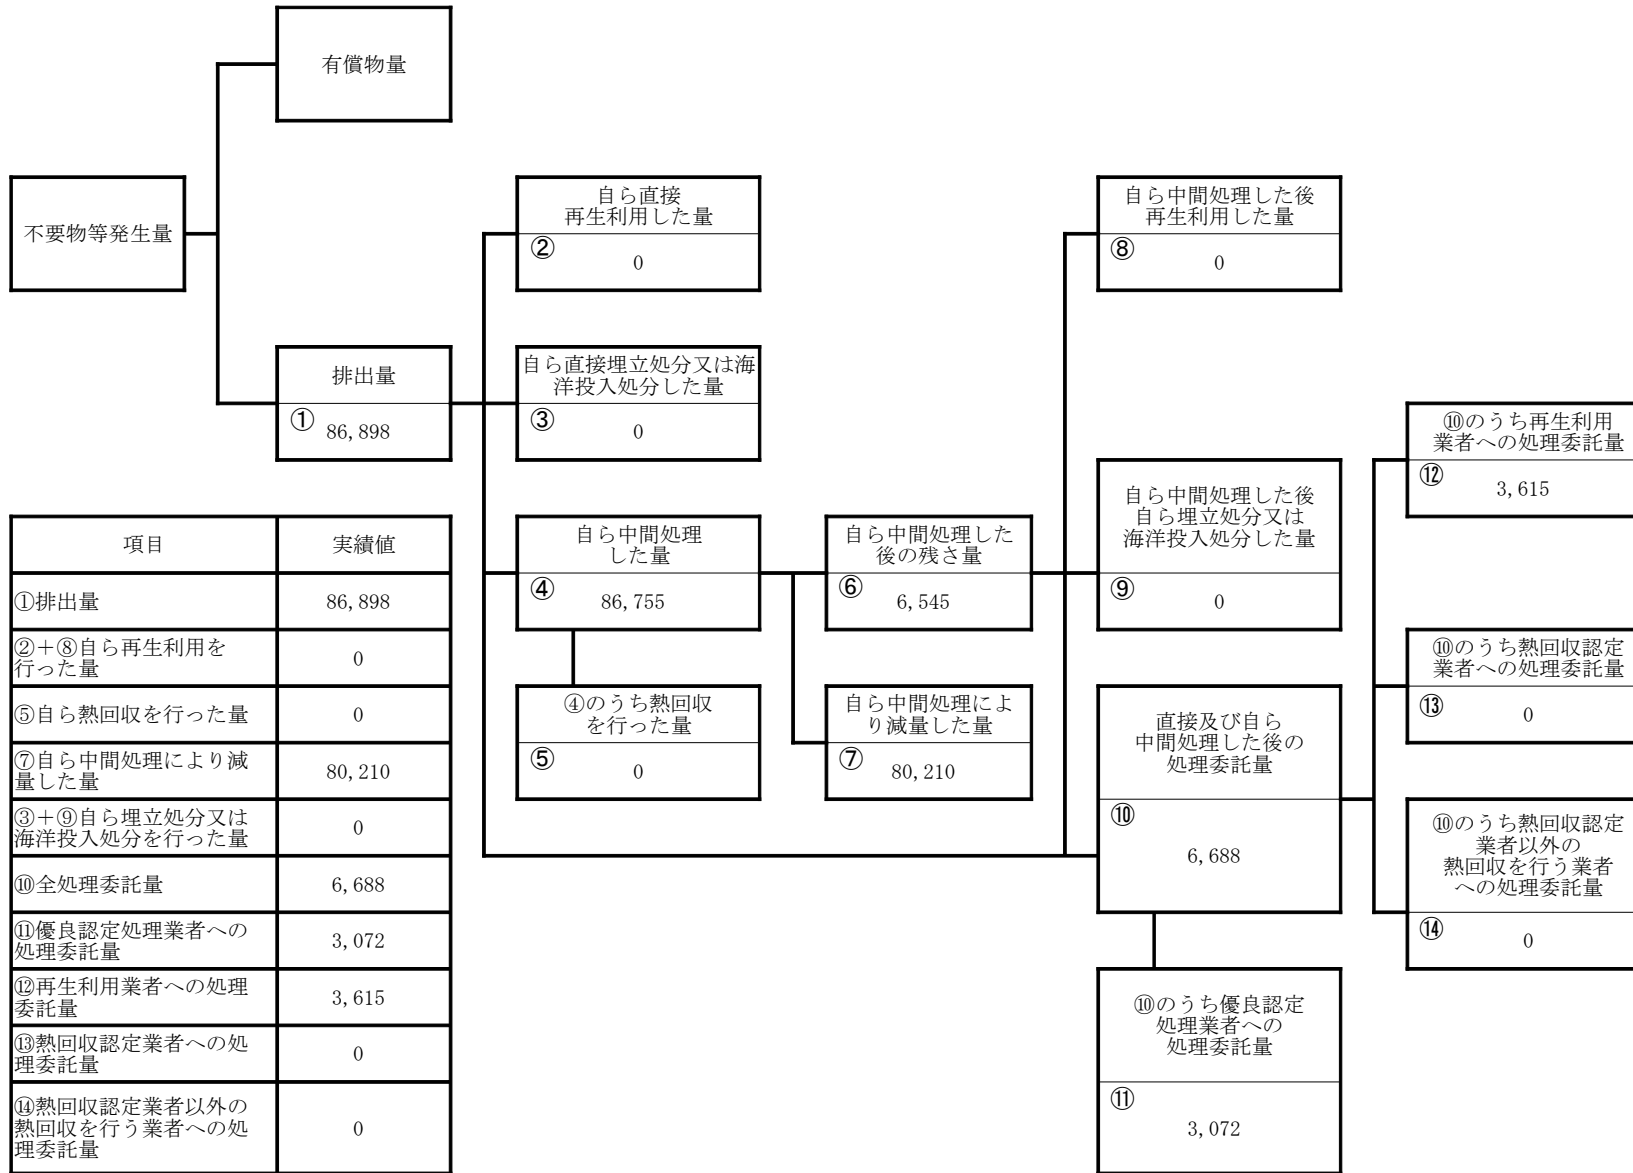 有償物量
不要物等発生量
自ら直接
再生利用した量
②
0
自ら中間処理した後
再生利用した量
⑧
0
排出量
①
86,898
自ら直接埋立処分又は海
洋投入処分した量
③
0
⑩のうち再生利用
業者への処理委託量
⑫
3,615
自ら中間処理
した量
④
86,755
自ら中間処理した
後の残さ量
⑥
6,545
自ら中間処理した後
自ら埋立処分又は
海洋投入処分した量
⑨
0
⑩のうち熱回収認定
業者への処理委託量
⑬
0
④のうち熱回収
を行った量
⑤
0
自ら中間処理によ
り減量した量
⑦
80,210
直接及び自ら
中間処理した後の
処理委託量
⑩
6,688
⑩のうち熱回収認定
業者以外の
熱回収を行う業者
への処理委託量
⑭
0
⑩のうち優良認定
処理業者への
処理委託量
⑪
3,072
項目 実績値
①排出量 86,898
②＋⑧自ら再生利用を
行った量 0
⑤自ら熱回収を行った量 0
⑦自ら中間処理により減
量した量 80,210
③＋⑨自ら埋立処分又は
海洋投入処分を行った量 0
⑩全処理委託量 6,688
⑪優良認定処理業者への
処理委託量 3,072
⑫再生利用業者への処理
委託量 3,615
⑬熱回収認定業者への処
理委託量 0
⑭熱回収認定業者以外の
熱回収を行う業者への処
理委託量 0